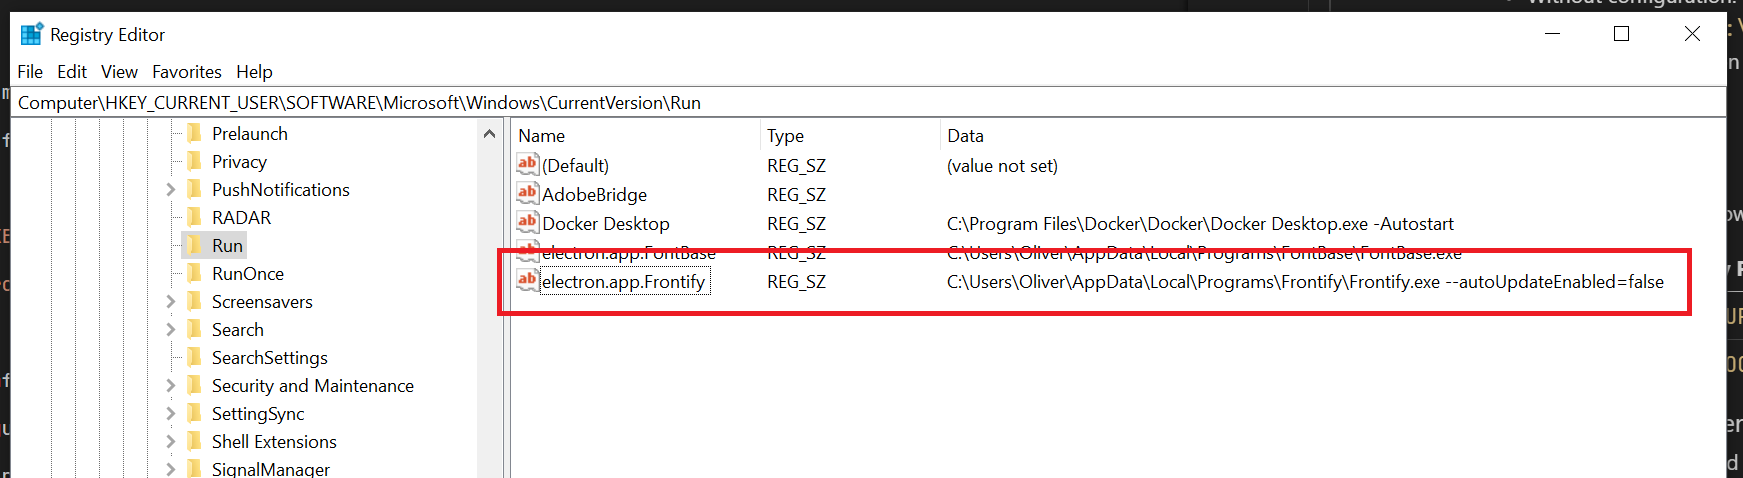 Without configuration:
Registry Editor
File Edit View Favorites Help
Computer\HKEY_CURRENT_USER\SOFTWARE\Microsoft\Windows\CurrentVersion\Run
Prelaunch
Privacy
PushNotifications
RADAR
Run
RunOnce
Screensavers
Search
SearchSettings
Security and Maintenance
SettingSync
Shell Extensions
SignalManager
Name Type Data
(Default) REG_SZ (value not set)
AdobeBridge REG_SZ
Docker Desktop REG_SZ C:\Program Files\Docker\Docker\Docker Desktop.exe -Autostart
electron.app.FontBase REG_SZ C:\Users\Oliver\AppData\Local\Programs\FontBase\FontBase.exe
electron.app.Frontify REG_SZ C:\Users\Oliver\AppData\Local\Programs\Frontify\Frontify.exe --autoUpdateEnabled=false